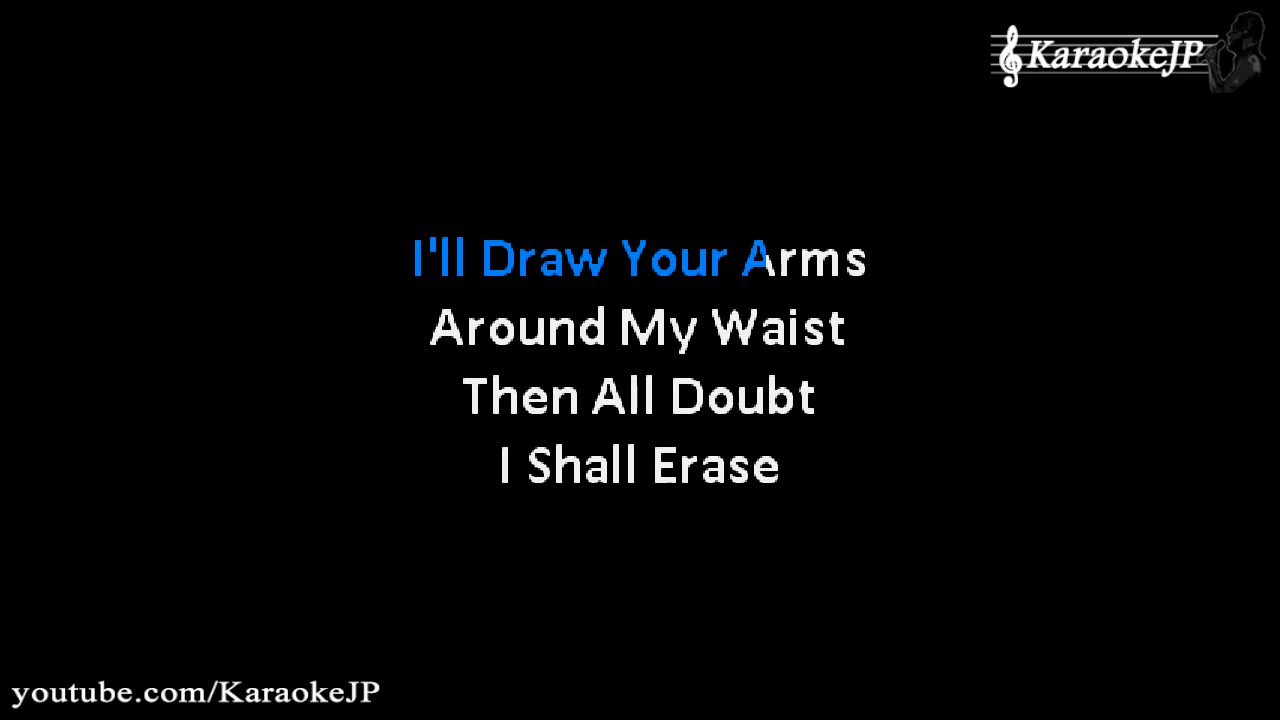 KaraokeJP
I'll Draw Your Arms
Around My Waist
Then All Doubt
I Shall Erase
youtube.com/KaraokeJP